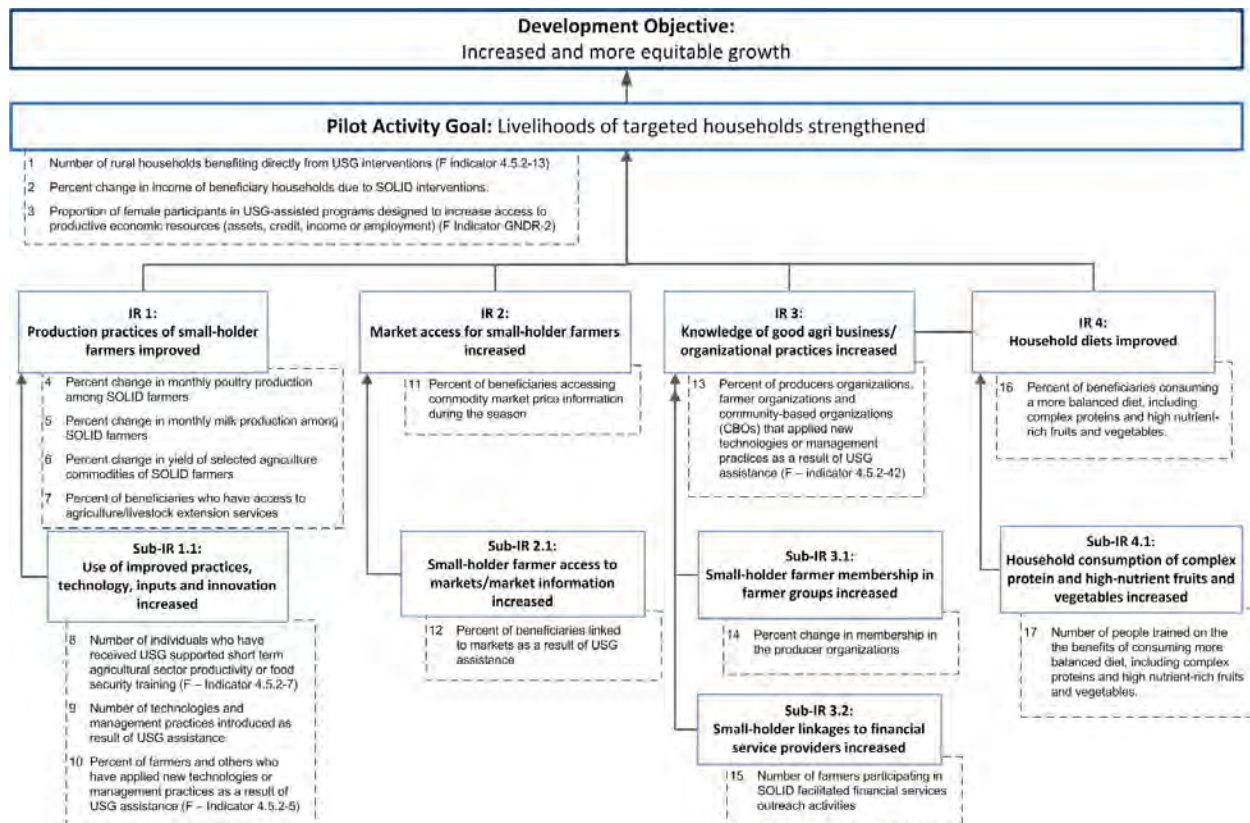 Development Objective:
Increased and more equitable growth
Pilot Activity Goal: Livelihoods of targeted households strengthened
1 Number of rural households benefiting directly from USG interventions (F indicator 4.5.2-13)
2 Percent change in income of beneficiary households due to SOLID interventions.
3 Proportion of female participants in USG-assisted programs designed to increase access to
productive economic resources (assets, credit, income or employment) (F Indicator GNDR-2)
IR 1:
Production practices of small-holder
farmers improved
4 Percent change in monthly poultry production
among SOLID farmers
5 Percent change in monthly milk production among
SOLID farmers
6 Percent change in yield of selected agriculture
commodities of SOLID farmers
7 Percent of beneficiaries who have access to
agriculture/livestock extension services
Sub-IR 1.1:
Use of improved practices,
technology, inputs and innovation
increased
8 Number of individuals who have
received USG supported short term
agricultural sector productivity or food
security training (F – Indicator 4.5.2-7)
9 Number of technologies and
management practices introduced as
result of USG assistance
10 Percent of farmers and others who
have applied new technologies or
management practices as a result of
USG assistance (F – Indicator 4.5.2-5)
IR 2:
Market access for small-holder farmers
increased
11 Percent of beneficiaries accessing
commodity market price information
during the season
Sub-IR 2.1:
Small-holder farmer access to
markets/market information
increased
12 Percent of beneficiaries linked
to markets as a result of USG
assistance
IR 3:
Knowledge of good agri business/
organizational practices increased
13 Percent of producers organizations,
farmer organizations and
community-based organizations
(CBOs) that applied new
technologies or management
practices as a result of USG
assistance (F – indicator 4.5.2-42)
Sub-IR 3.1:
Small-holder farmer membership in
farmer groups increased
14 Percent change in membership in
the producer organizations
Sub-IR 3.2:
Small-holder linkages to financial
service providers increased
15 Number of farmers participating in
SOLID facilitated financial services
outreach activities
IR 4:
Household diets improved
16 Percent of beneficiaries consuming
a more balanced diet, including
complex proteins and high nutrient-
rich fruits and vegetables.
Sub-IR 4.1:
Household consumption of complex
protein and high-nutrient fruits and
vegetables increased
17 Number of people trained on the
the benefits of consuming more
balanced diet, including complex
proteins and high nutrient-rich fruits
and vegetables.